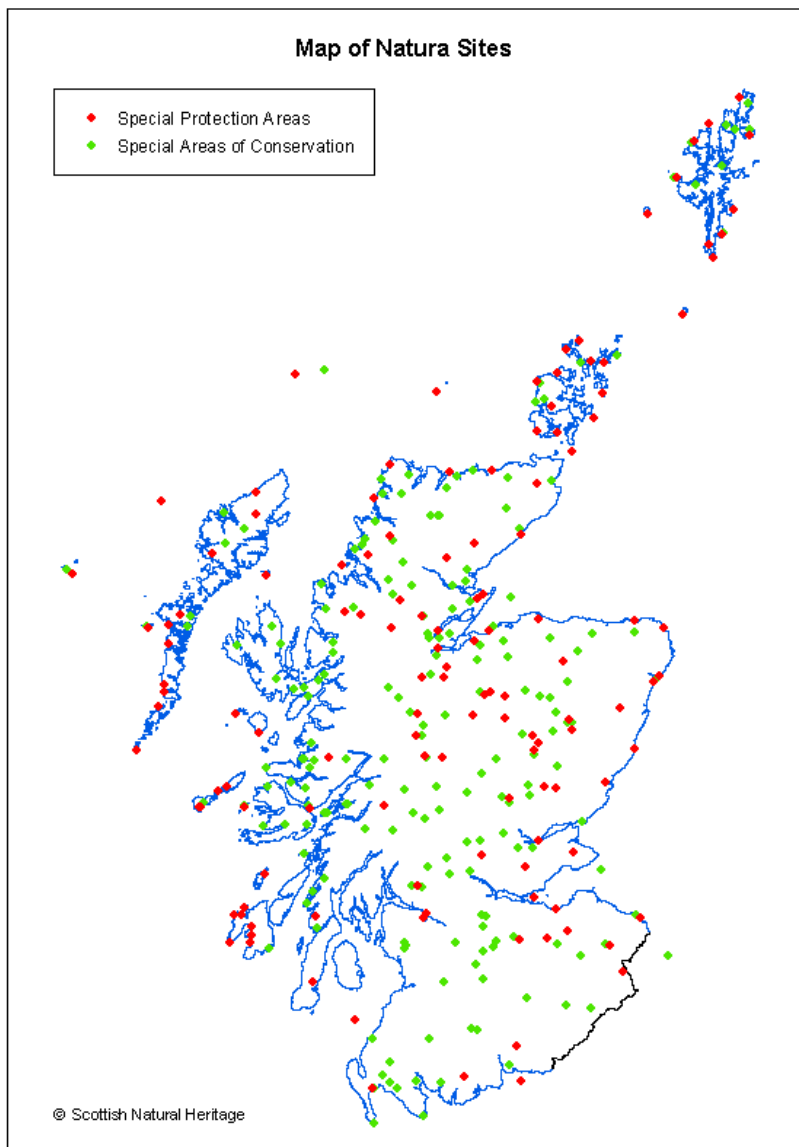 Map of Natura Sites
Special Protection Areas
Special Areas of Conservation
© Scottish Natural Heritage